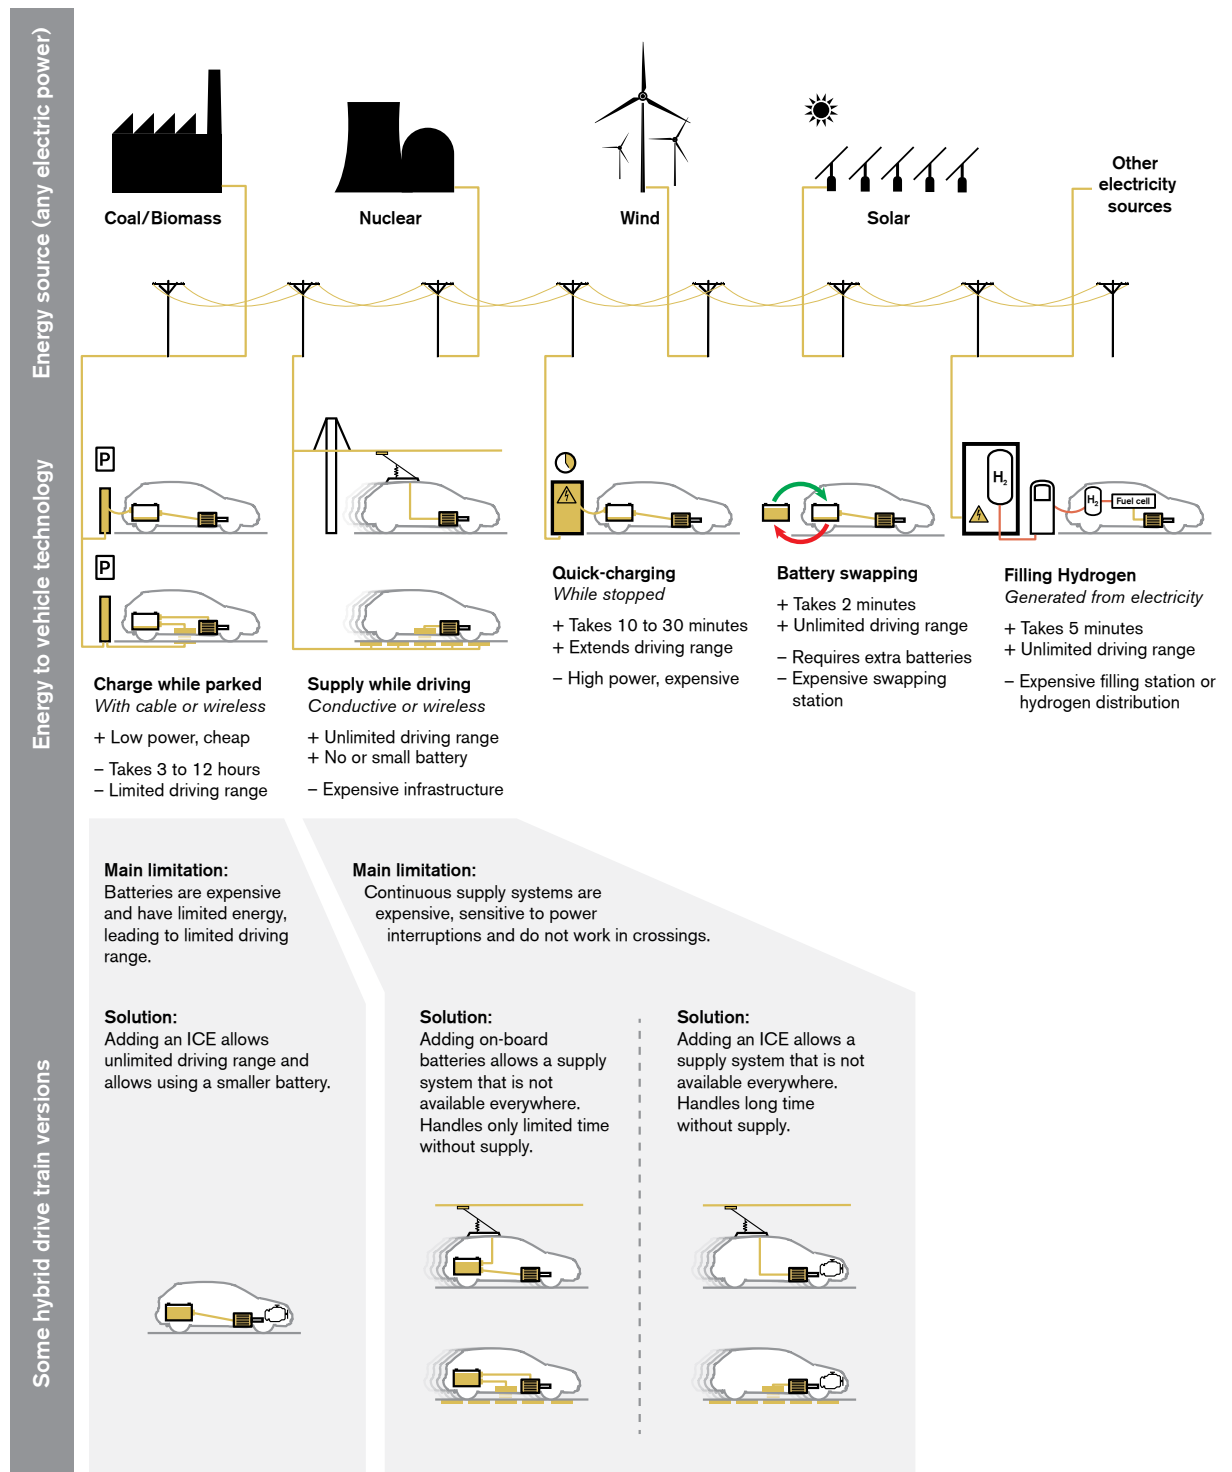 Energy source (any electric power)
Coal/Biomass
Nuclear
Wind
Solar
Other
electricity
sources
Energy to vehicle technology
P
P
H2
H2
Fuel cell
Charge while parked
With cable or wireless
+ Low power, cheap
– Takes 3 to 12 hours
– Limited driving range
Supply while driving
Conductive or wireless
+ Unlimited driving range
+ No or small battery
– Expensive infrastructure
Quick-charging
While stopped
+ Takes 10 to 30 minutes
+ Extends driving range
– High power, expensive
Battery swapping
+ Takes 2 minutes
+ Unlimited driving range
– Requires extra batteries
– Expensive swapping
station
Filling Hydrogen
Generated from electricity
+ Takes 5 minutes
+ Unlimited driving range
– Expensive filling station or
hydrogen distribution
Some hybrid drive train versions
Main limitation:
Batteries are expensive
and have limited energy,
leading to limited driving
range.
Solution:
Adding an ICE allows
unlimited driving range and
allows using a smaller battery.
Main limitation:
Continuous supply systems are
expensive, sensitive to power
interruptions and do not work in crossings.
Solution:
Adding on-board
batteries allows a supply
system that is not
available everywhere.
Handles only limited time
without supply.
Solution:
Adding an ICE allows a
supply system that is not
available everywhere.
Handles long time
without supply.